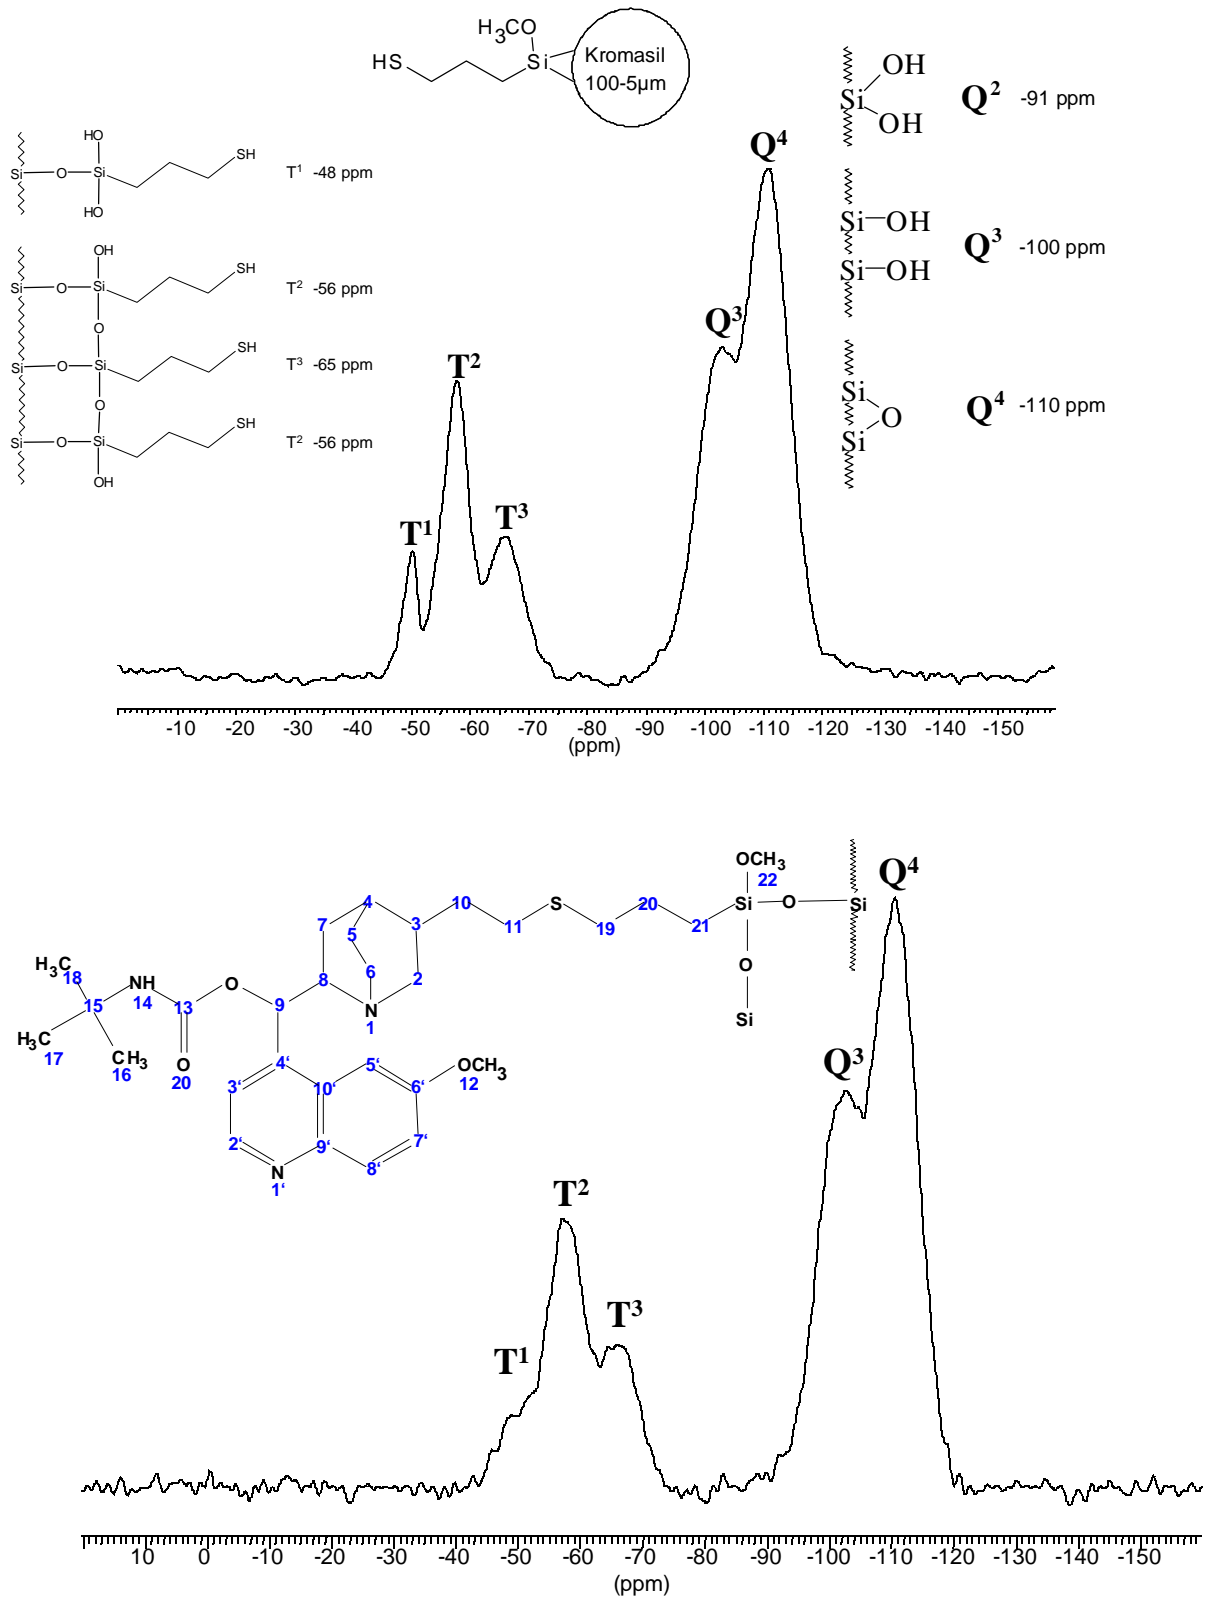 H₃CO
HS
Si
Kromasil
100-5µm
OH
Si
OH
Q² -91 ppm
HO
SH
Si O Si
T¹ -48 ppm
HO
Q⁴
Si OH
Si OH
Q³ -100 ppm
OH
SH
Si O Si
T² -56 ppm
O
SH
Si O Si
T³ -65 ppm
O
SH
Si O Si
T² -56 ppm
OH
Q³
T²
Si
O
Si
Q⁴ -110 ppm
T¹
T³
-10 -20 -30 -40 -50 -60 -70 -80 -90 -100 -110 -120 -130 -140 -150
(ppm)
OCH₃
22
Q⁴
4 10 S 20 Si O Si
7 5 3 11 19 21
H₃C 18 NH O 8 6 2 O
15 14 13 9 N
1
Si
H₃C 17 CH₃ O
16 20
4' 5' OCH₃
3' 10' 6' 12
2' 9' 7'
N 8'
1'
Q³
T²
T³
T¹
10 0 -10 -20 -30 -40 -50 -60 -70 -80 -90 -100 -110 -120 -130 -140 -150
(ppm)